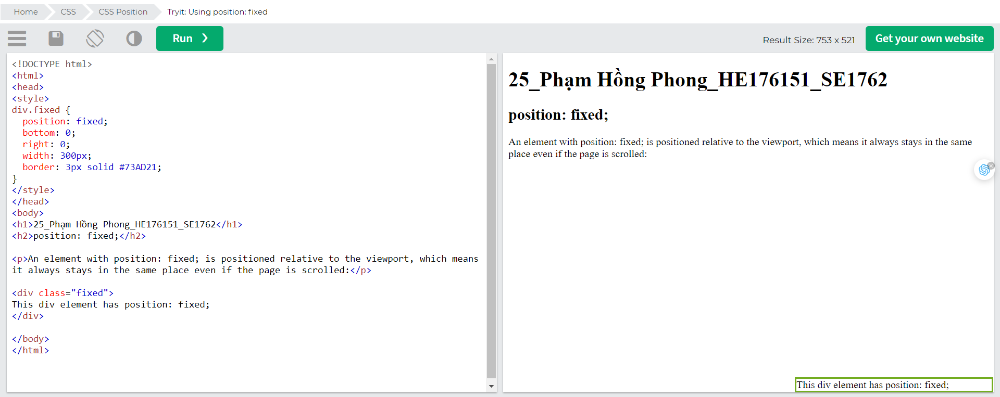 Home CSS CSS Position Tryit: Using position: fixed
Run ❯ Result Size: 753 x 521 Get your own website
<!DOCTYPE html>
<html>
<head>
<style>
div.fixed {
  position: fixed;
  bottom: 0;
  right: 0;
  width: 300px;
  border: 3px solid #73AD21;
}
</style>
</head>
<body>
<h1>25_Phạm Hồng Phong_HE176151_SE1762</h1>
<h2>position: fixed;</h2>
<p>An element with position: fixed; is positioned relative to the viewport, which means
it always stays in the same place even if the page is scrolled:</p>
<div class="fixed">
This div element has position: fixed;
</div>
</body>
</html>
25_Phạm Hồng Phong_HE176151_SE1762
position: fixed;
An element with position: fixed; is positioned relative to the viewport, which means it always stays in the same
place even if the page is scrolled:
This div element has position: fixed;